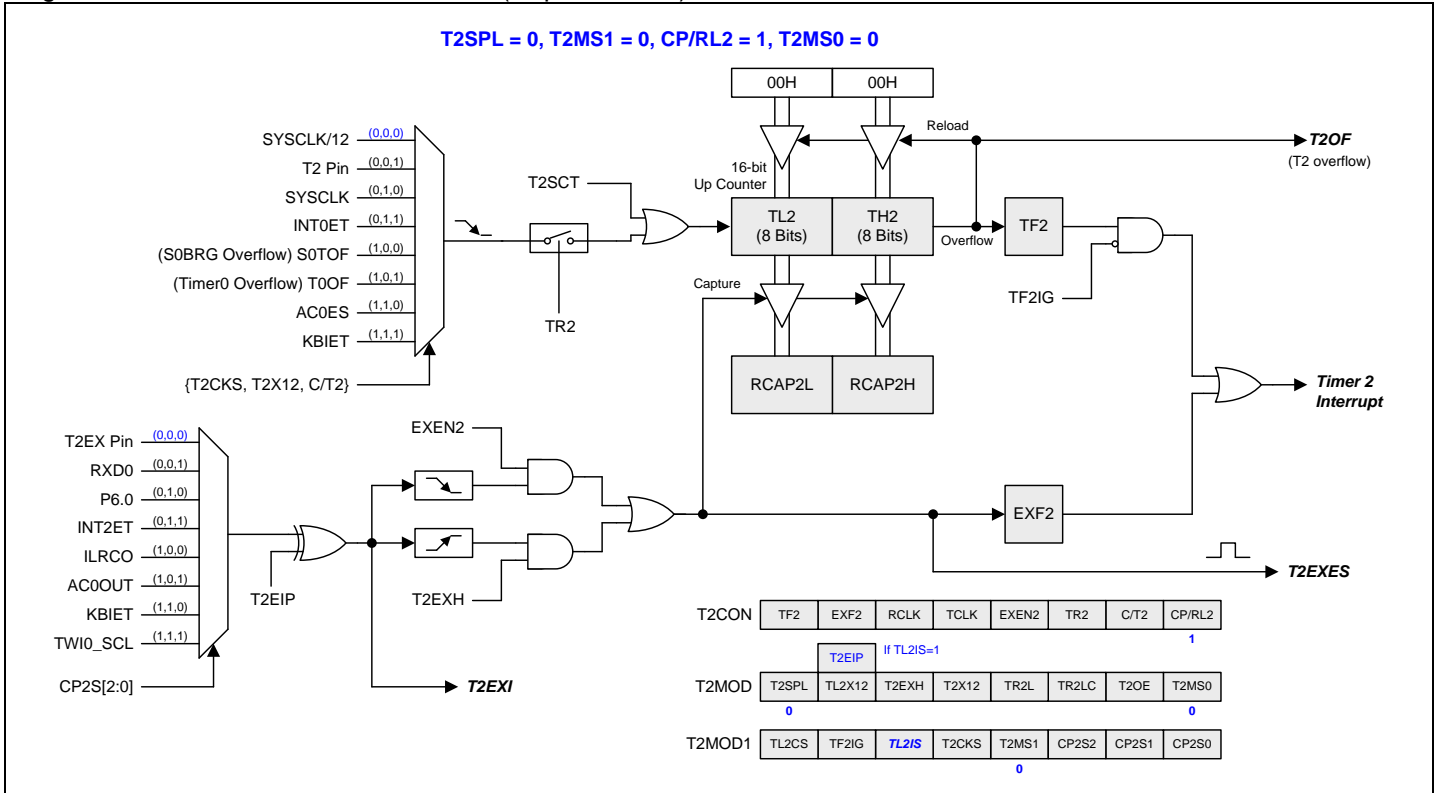 T2SPL = 0, T2MS1 = 0, CP/RL2 = 1, T2MS0 = 0
00H 00H
SYSCLK/12 (0,0,0)
T2 Pin (0,0,1)
SYSCLK (0,1,0)
INT0ET (0,1,1)
(S0BRG Overflow) S0TOF (1,0,0)
(Timer0 Overflow) T0OF (1,0,1)
AC0ES (1,1,0)
KBIET (1,1,1)
{T2CKS, T2X12, C/T2}
TR2
T2SCT
16-bit
Up Counter
Reload
T2OF
(T2 overflow)
TL2
(8 Bits)
TH2
(8 Bits)
Overflow
TF2
TF2IG
Capture
RCAP2L RCAP2H
Timer 2
Interrupt
T2EX Pin (0,0,0)
RXD0 (0,0,1)
P6.0 (0,1,0)
INT2ET (0,1,1)
ILRCO (1,0,0)
AC0OUT (1,0,1)
KBIET (1,1,0)
TWI0_SCL (1,1,1)
CP2S[2:0]
T2EIP
EXEN2
T2EXH
EXF2
T2EXES
T2EXI
T2CON TF2 EXF2 RCLK TCLK EXEN2 TR2 C/T2 CP/RL2
1
T2EIP If TL2IS=1
T2MOD T2SPL TL2X12 T2EXH T2X12 TR2L TR2LC T2OE T2MS0
0 0
T2MOD1 TL2CS TF2IG TL2IS T2CKS T2MS1 CP2S2 CP2S1 CP2S0
0